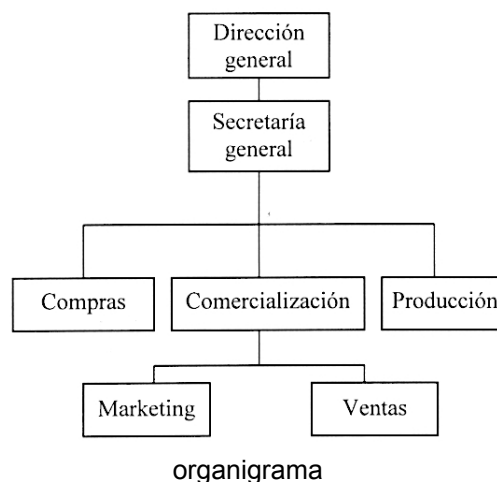 Dirección
general
Secretaría
general
Compras
Comercialización
Producción
Marketing
Ventas
organigrama